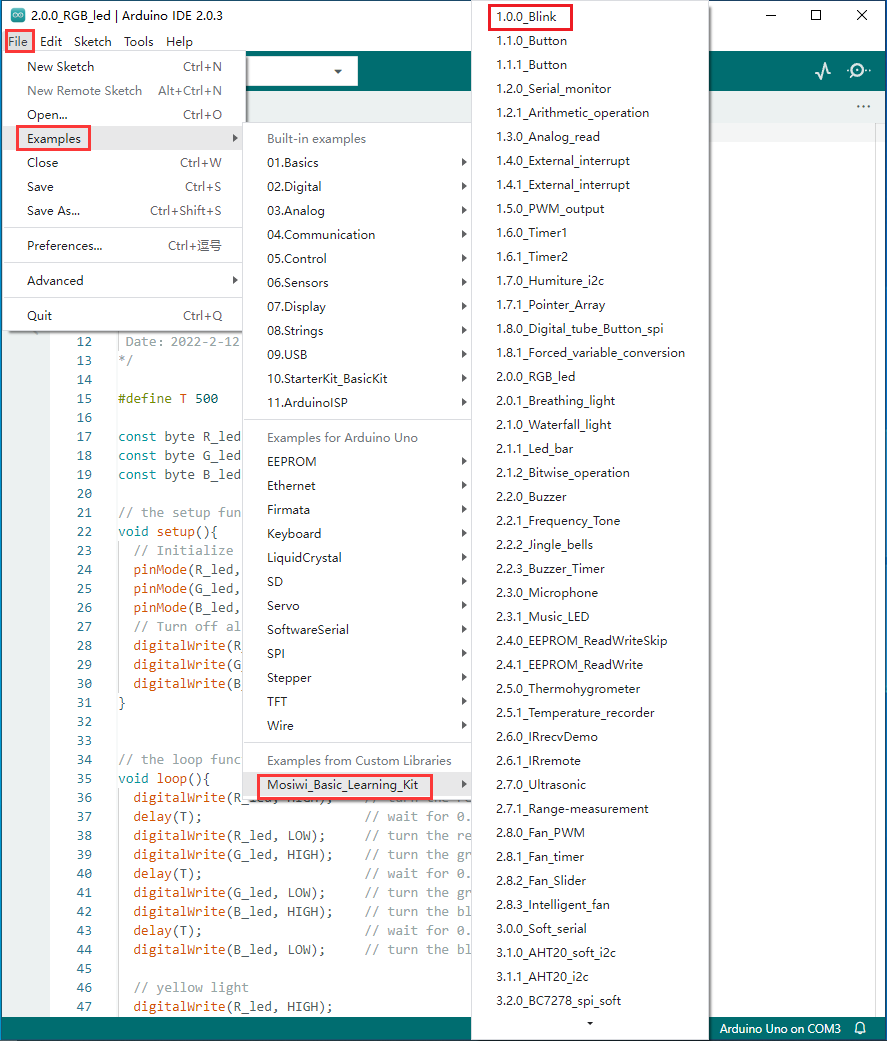 2.0.0_RGB_led | Arduino IDE 2.0.3
File Edit Sketch Tools Help
New Sketch Ctrl+N
New Remote Sketch Alt+Ctrl+N
Open... Ctrl+O
Examples
Close Ctrl+W
Save Ctrl+S
Save As... Ctrl+Shift+S
Preferences... Ctrl+逗号
Advanced
Quit Ctrl+Q
Built-in examples
01.Basics
02.Digital
03.Analog
04.Communication
05.Control
06.Sensors
07.Display
08.Strings
09.USB
10.StarterKit_BasicKit
11.ArduinoISP
Examples for Arduino Uno
EEPROM
Ethernet
Firmata
Keyboard
LiquidCrystal
SD
Servo
SoftwareSerial
SPI
Stepper
TFT
Wire
Examples from Custom Libraries
Mosiwi_Basic_Learning_Kit
1.0.0_Blink
1.1.0_Button
1.1.1_Button
1.2.0_Serial_monitor
1.2.1_Arithmetic_operation
1.3.0_Analog_read
1.4.0_External_interrupt
1.4.1_External_interrupt
1.5.0_PWM_output
1.6.0_Timer1
1.6.1_Timer2
1.7.0_Humiture_i2c
1.7.1_Pointer_Array
1.8.0_Digital_tube_Button_spi
1.8.1_Forced_variable_conversion
2.0.0_RGB_led
2.0.1_Breathing_light
2.1.0_Waterfall_light
2.1.1_Led_bar
2.1.2_Bitwise_operation
2.2.0_Buzzer
2.2.1_Frequency_Tone
2.2.2_Jingle_bells
2.2.3_Buzzer_Timer
2.3.0_Microphone
2.3.1_Music_LED
2.4.0_EEPROM_ReadWriteSkip
2.4.1_EEPROM_ReadWrite
2.5.0_Thermohygrometer
2.5.1_Temperature_recorder
2.6.0_IRrecvDemo
2.6.1_IRremote
2.7.0_Ultrasonic
2.7.1_Range-measurement
2.8.0_Fan_PWM
2.8.1_Fan_timer
2.8.2_Fan_Slider
2.8.3_Intelligent_fan
3.0.0_Soft_serial
3.1.0_AHT20_soft_i2c
3.1.1_AHT20_i2c
3.2.0_BC7278_spi_soft
12 Date: 2022-2-12
13 */
14
15 #define T 500
16
17 const byte R_led
18 const byte G_led
19 const byte B_led
20
21 // the setup fun
22 void setup(){
23 // Initialize
24 pinMode(R_led,
25 pinMode(G_led,
26 pinMode(B_led,
27 // Turn off al
28 digitalWrite(R
29 digitalWrite(G
30 digitalWrite(B_
31 }
32
33
34 // the loop func
35 void loop(){
36 digitalWrite(R_led, HIGH); // turn the re
37 delay(T); // wait for 0.
38 digitalWrite(R_led, LOW); // turn the re
39 digitalWrite(G_led, HIGH); // turn the gr
40 delay(T); // wait for 0.
41 digitalWrite(G_led, LOW); // turn the gr
42 digitalWrite(B_led, HIGH); // turn the bl
43 delay(T); // wait for 0.
44 digitalWrite(B_led, LOW); // turn the bl
45
46 // yellow light
47 digitalWrite(R_led, HIGH);
Arduino Uno on COM3